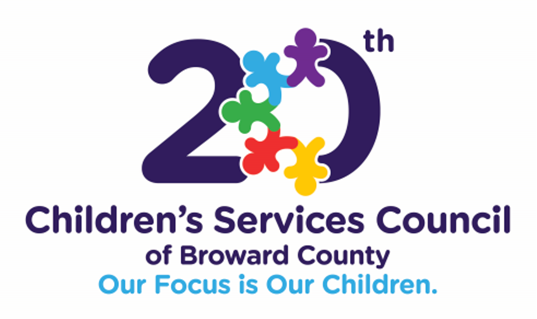 20th
Children's Services Council
of Broward County
Our Focus is Our Children.